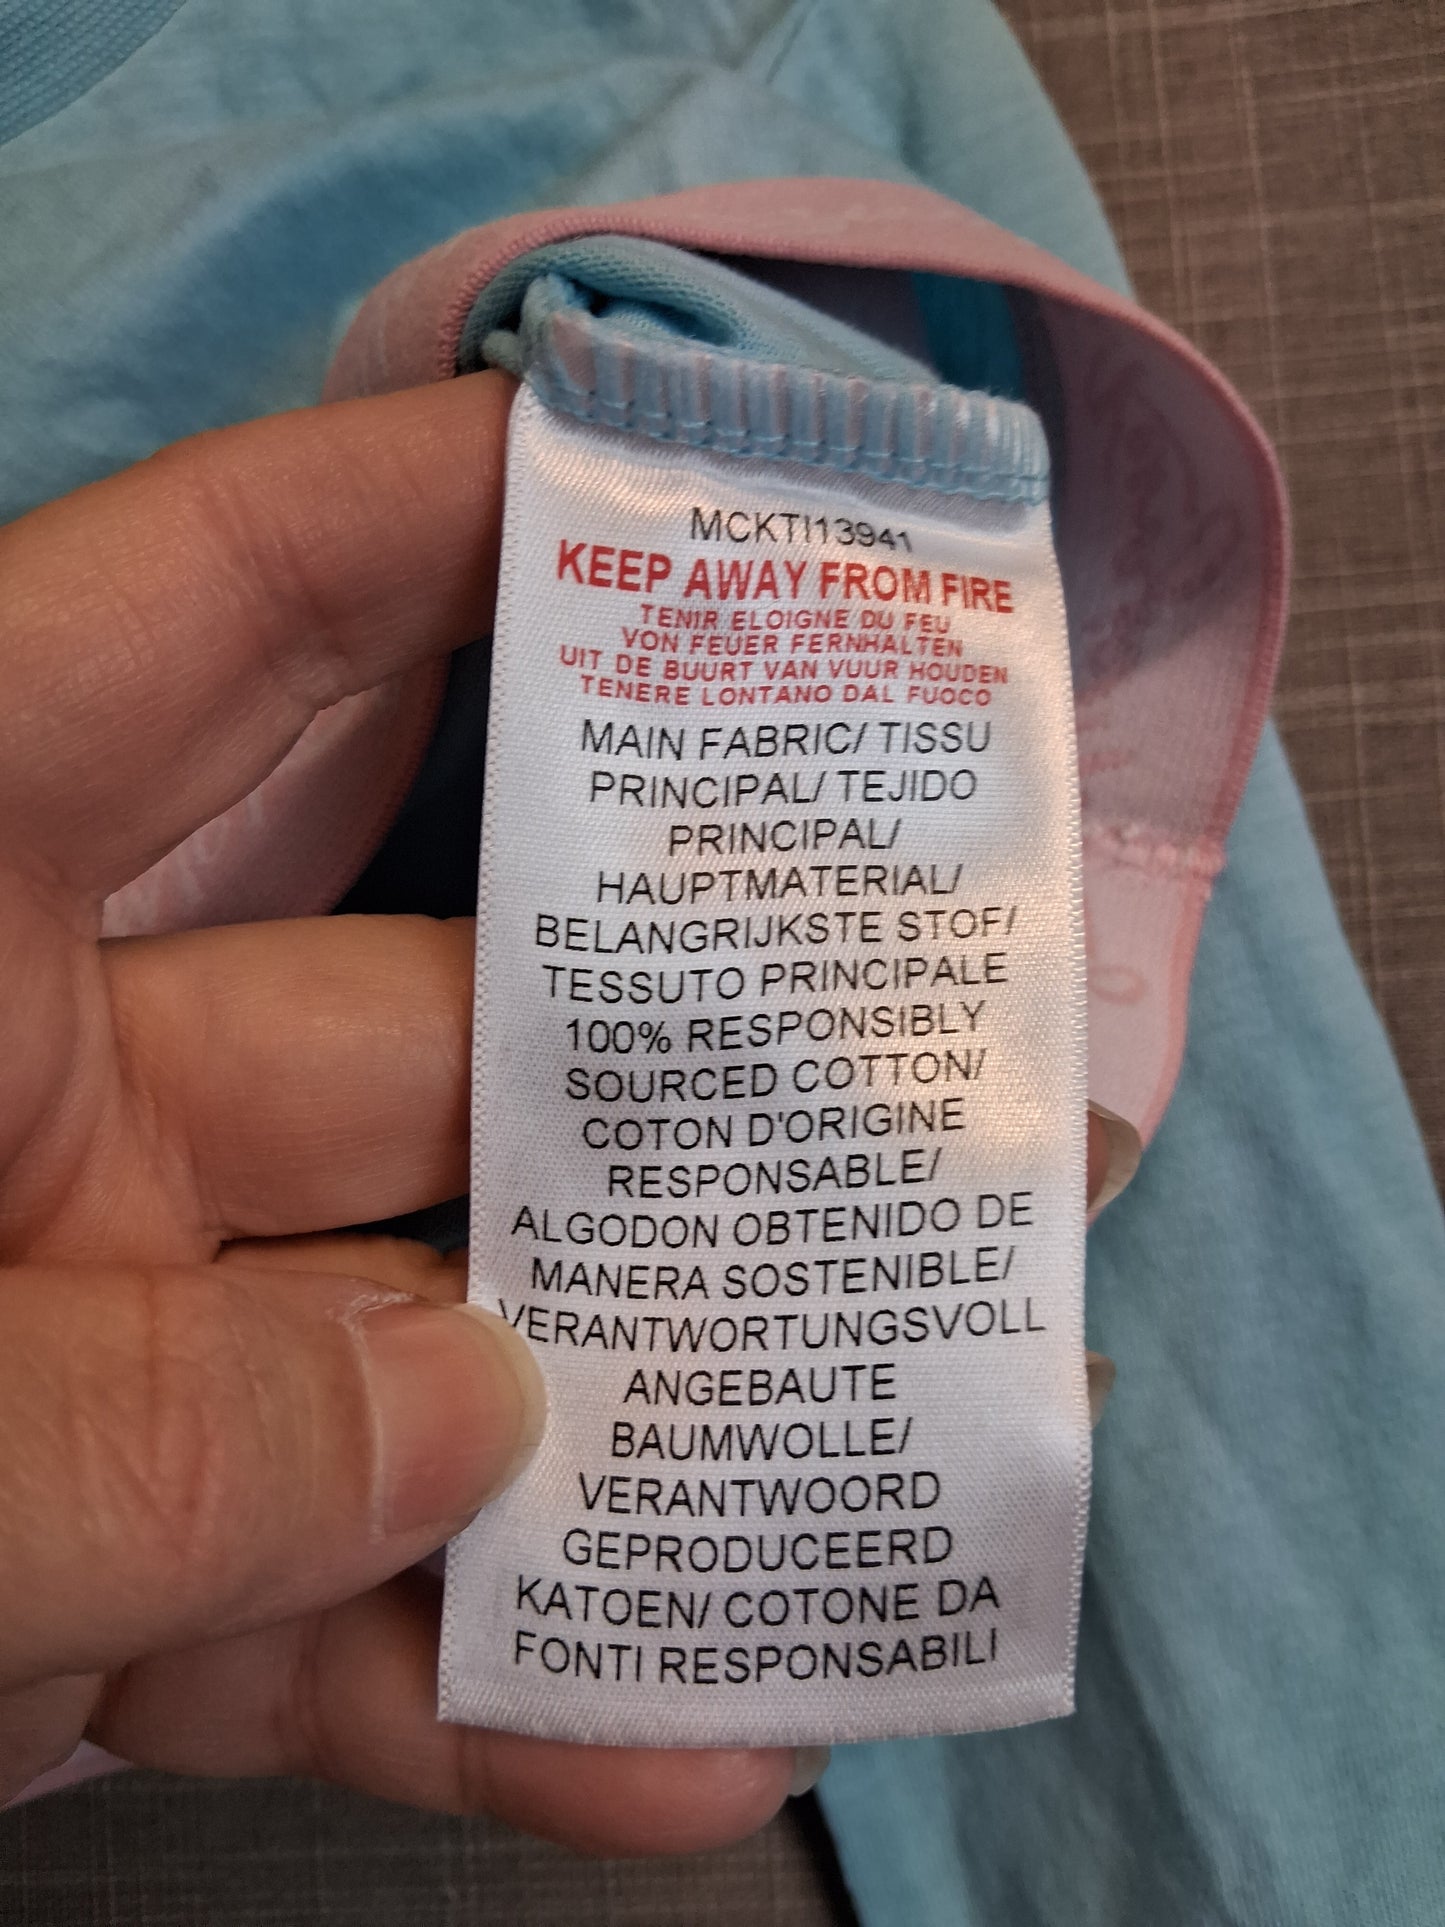 MCKTI13941
KEEP AWAY FROM FIRE
TENIR ELOIGNE DU FEU
VON FEUER FERNHALTEN
UIT DE BUURT VAN VUUR HOUDEN
TENERE LONTANO DAL FUOCO
MAIN FABRIC/ TISSU
PRINCIPAL/ TEJIDO
PRINCIPAL/
HAUPTMATERIAL/
BELANGRIJKSTE STOF/
TESSUTO PRINCIPALE
100% RESPONSIBLY
SOURCED COTTON/
COTON D'ORIGINE
RESPONSABLE/
ALGODON OBTENIDO DE
MANERA SOSTENIBLE/
VERANTWORTUNGSVOLL
ANGEBAUTE
BAUMWOLLE/
VERANTWOORD
GEPRODUCEERD
KATOEN/ COTONE DA
FONTI RESPONSABILI